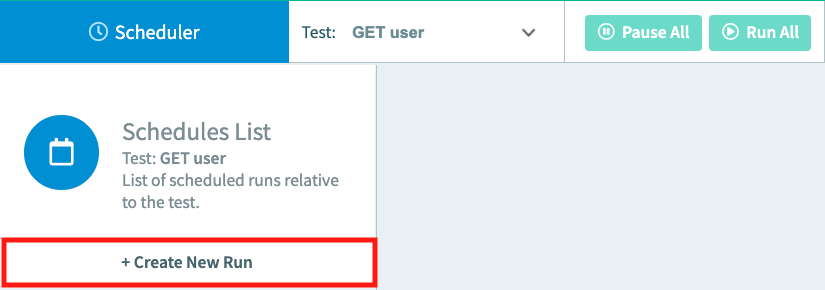 Scheduler
Test: GET user
Pause All
Run All
Schedules List
Test: GET user
List of scheduled runs relative
to the test.
+ Create New Run